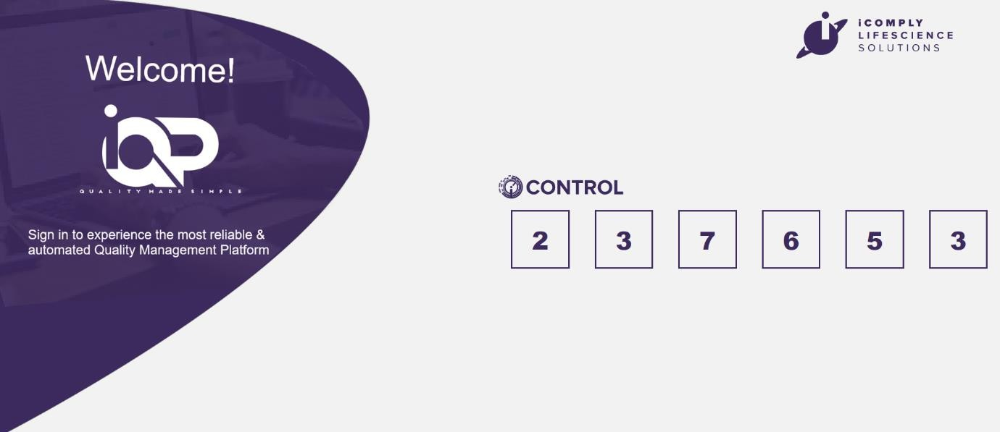 Welcome!
iQP
QUALITY MADE SIMPLE
Sign in to experience the most reliable &
automated Quality Management Platform
iCOMPLY
LIFESCIENCE
SOLUTIONS
CONTROL
2 3 7 6 5 3